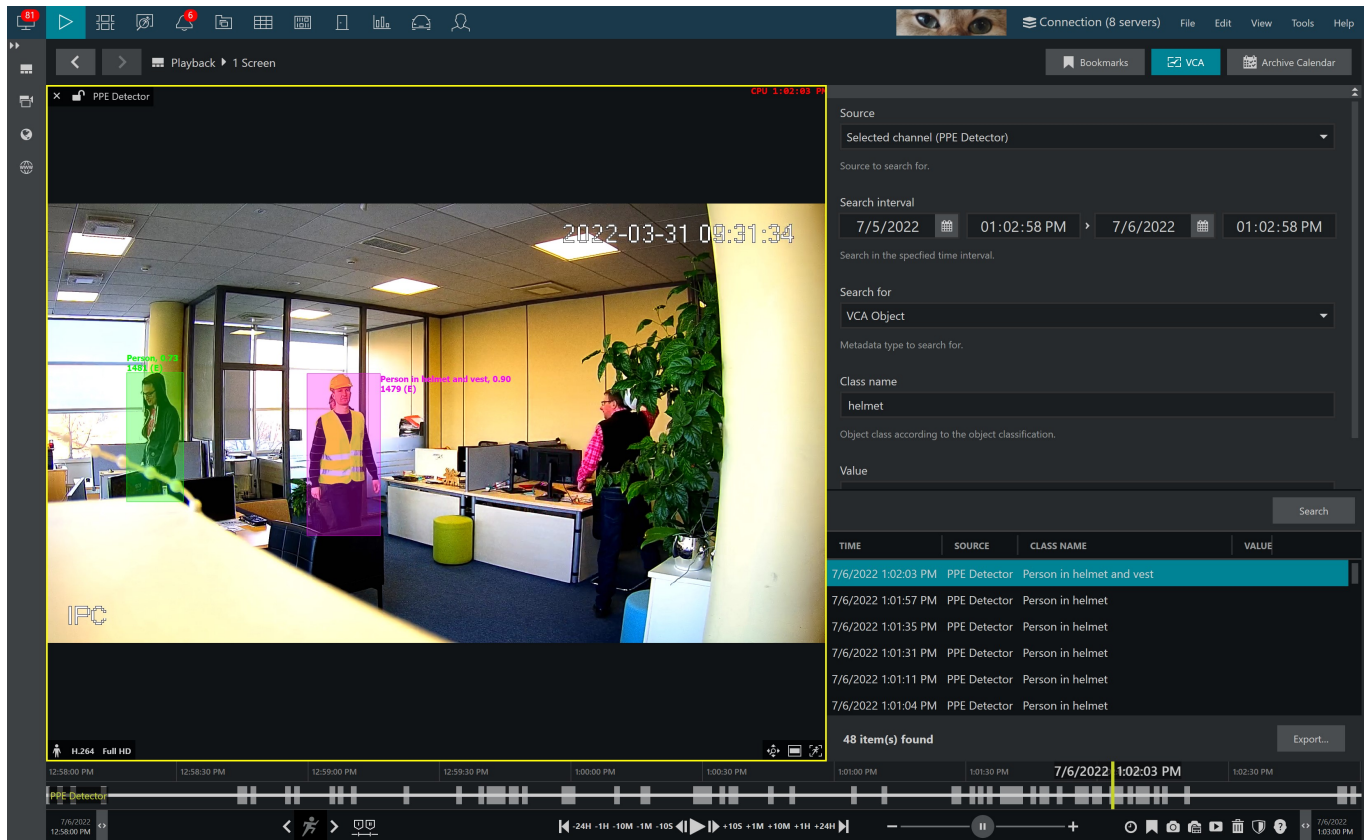 81
6
Connection (8 servers) File Edit View Tools Help
Playback 1 Screen
Bookmarks VCA Archive Calendar
PPE Detector
CPU 1:02:03 PM
2022-03-31 09:31:34
Person, 0.73
1481 (E)
Person in helmet and vest, 0.90
1479 (E)
IPC
H.264 Full HD
Source
Selected channel (PPE Detector)
Source to search for.
Search interval
7/5/2022 01:02:58 PM 7/6/2022 01:02:58 PM
Search in the specfied time interval.
Search for
VCA Object
Metadata type to search for.
Class name
helmet
Object class according to the object classification.
Value
Search
TIME SOURCE CLASS NAME VALUE
7/6/2022 1:02:03 PM PPE Detector Person in helmet and vest
7/6/2022 1:01:57 PM PPE Detector Person in helmet
7/6/2022 1:01:35 PM PPE Detector Person in helmet
7/6/2022 1:01:31 PM PPE Detector Person in helmet
7/6/2022 1:01:11 PM PPE Detector Person in helmet
7/6/2022 1:01:04 PM PPE Detector Person in helmet
48 item(s) found
Export...
12:58:00 PM 12:58:30 PM 12:59:00 PM 12:59:30 PM 1:00:00 PM 1:00:30 PM 1:01:00 PM 1:01:30 PM 7/6/2022 1:02:03 PM 1:02:30 PM
PPE Detector
7/6/2022
12:58:00 PM
-24H -1H -10M -1M -10S +10S +1M +10M +1H +24H
7/6/2022
1:03:00 PM